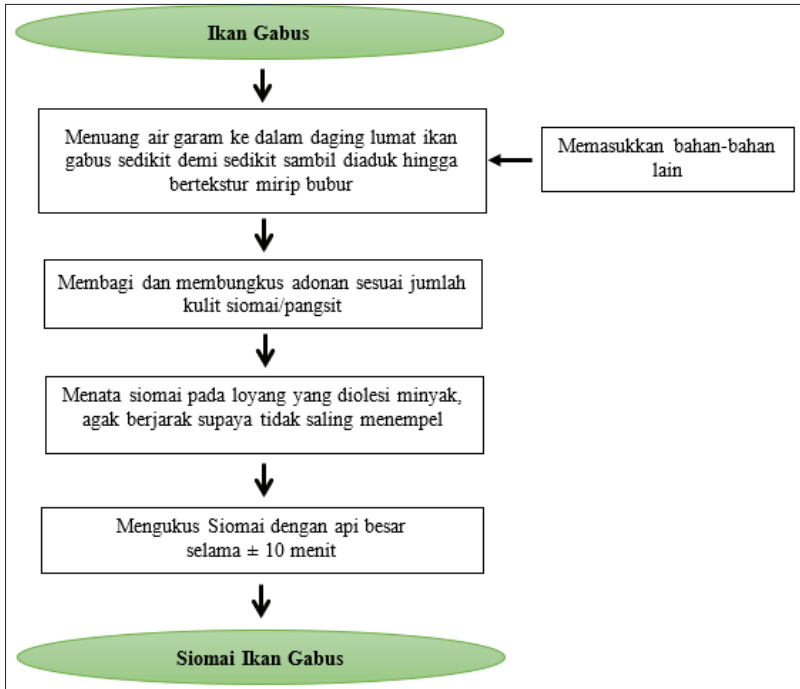 Ikan Gabus
Menuang air garam ke dalam daging lumat ikan
gabus sedikit demi sedikit sambil diaduk hingga
bertekstur mirip bubur
Memasukkan bahan-bahan
lain
Membagi dan membungkus adonan sesuai jumlah
kulit siomai/pangsit
Menata siomai pada loyang yang diolesi minyak,
agak berjarak supaya tidak saling menempel
Mengukus Siomai dengan api besar
selama ± 10 menit
Siomai Ikan Gabus